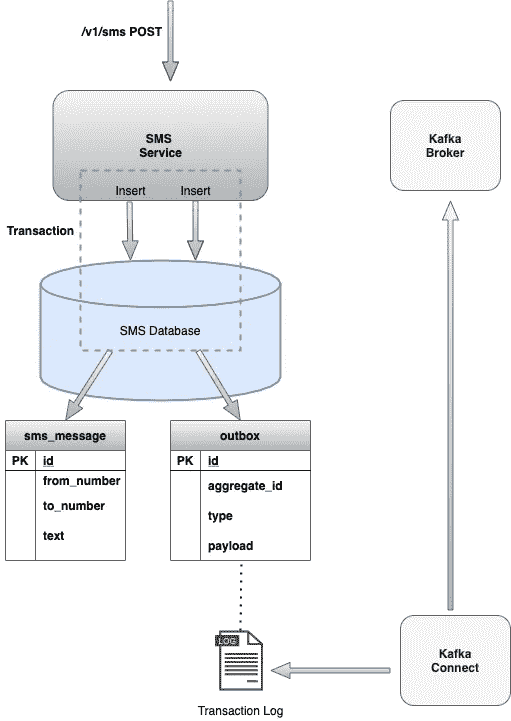 /v1/sms POST
SMS
Service
Kafka
Broker
Insert Insert
Transaction
SMS Database
sms_message
PK id
from_number
to_number
text
outbox
PK id
aggregate_id
type
payload
LOG
Transaction Log
Kafka
Connect